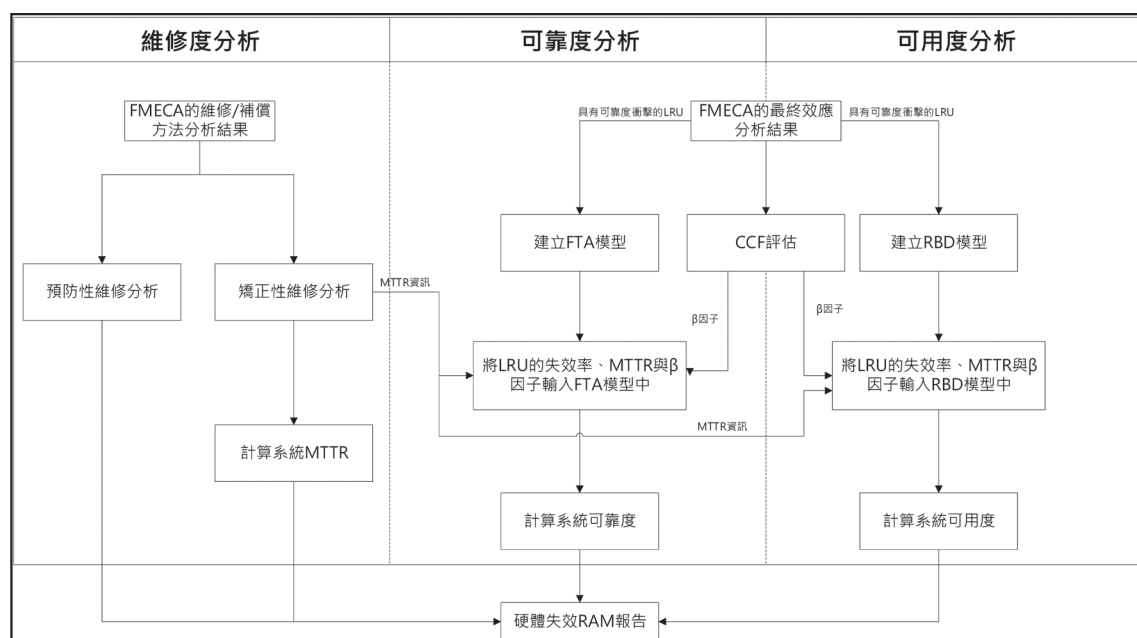 維修度分析
可靠度分析
可用度分析
FMECA的維修/補償
方法分析結果
具有可靠度衝擊的LRU
FMECA的最終效應
分析結果
具有可靠度衝擊的LRU
建立FTA模型
CCF評估
建立RBD模型
預防性維修分析
矯正性維修分析
MTTR資訊
β因子
β因子
將LRU的失效率、MTTR與β
因子輸入FTA模型中
將LRU的失效率、MTTR與β
因子輸入RBD模型中
MTTR資訊
計算系統MTTR
計算系統可靠度
計算系統可用度
硬體失效RAM報告